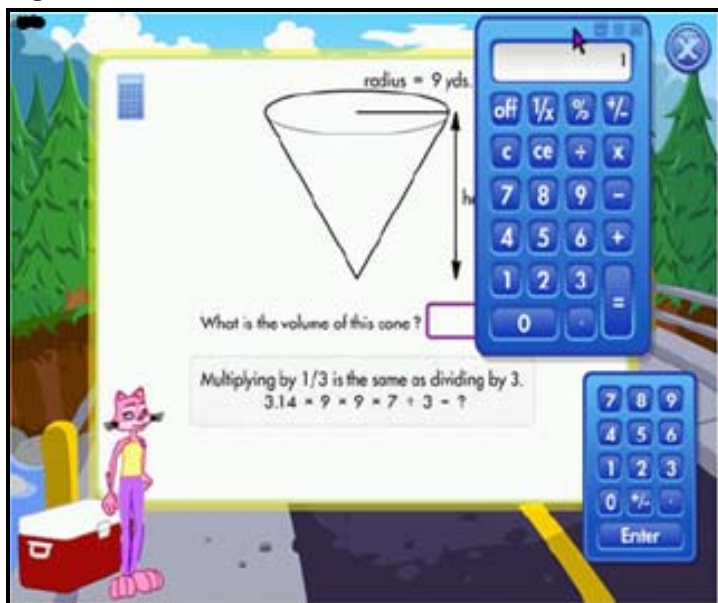 radius = 9 yds.
1
off 1/x % +/-
c ce ÷ x
he
7 8 9 -
4 5 6 +
1 2 3 =
0 .
What is the volume of this cone ?
Multiplying by 1/3 is the same as dividing by 3.
3.14 × 9 × 9 × 7 ÷ 3 = ?
7 8 9
4 5 6
1 2 3
0 +/- .
Enter
X